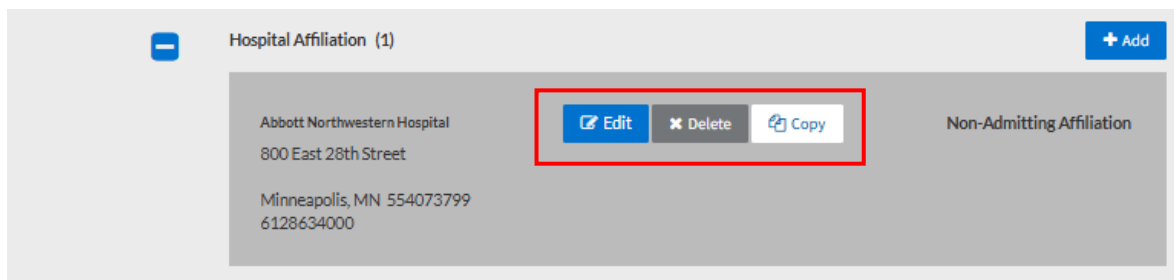 Hospital Affiliation (1)
+ Add
Abbott Northwestern Hospital
Edit
Delete
Copy
Non-Admitting Affiliation
800 East 28th Street
Minneapolis, MN 554073799
6128634000